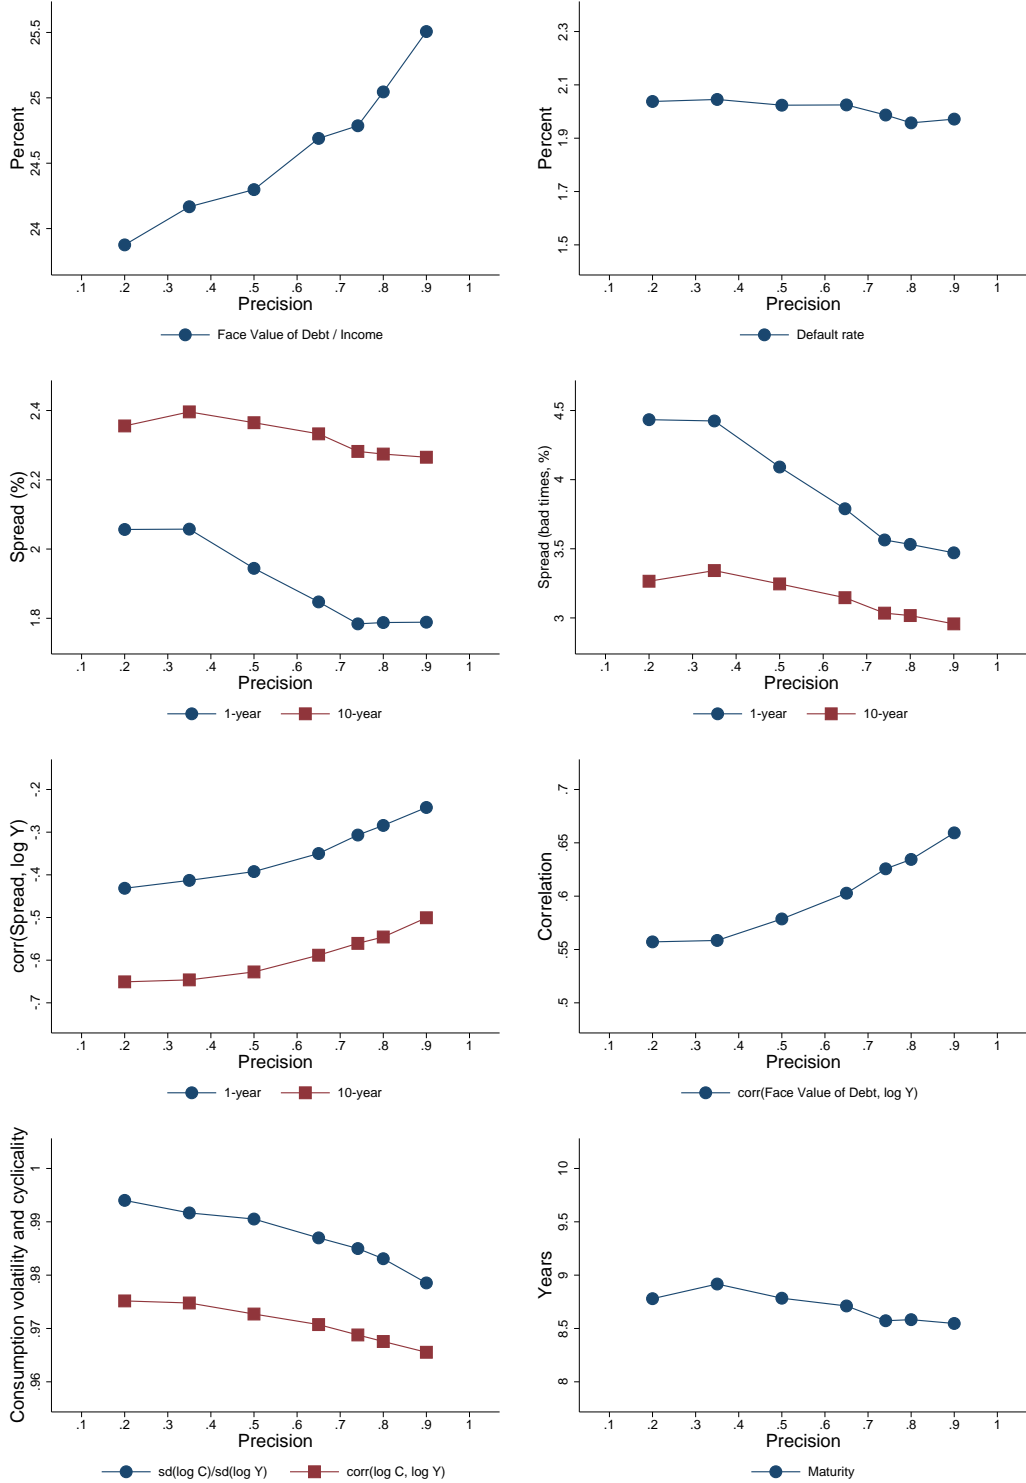 Percent
25.5
25
24.5
24
.1 .2 .3 .4 .5 .6 .7 .8 .9 1
Precision
Face Value of Debt / Income
Percent
2.3
2.1
1.9
1.7
1.5
.1 .2 .3 .4 .5 .6 .7 .8 .9 1
Precision
Default rate
Spread (%)
2.4
2.2
2
1.8
.1 .2 .3 .4 .5 .6 .7 .8 .9 1
Precision
1-year 10-year
Spread (bad times, %)
4.5
4
3.5
3
.1 .2 .3 .4 .5 .6 .7 .8 .9 1
Precision
1-year 10-year
corr(Spread, log Y)
-.2
-.3
-.4
-.5
-.6
-.7
.1 .2 .3 .4 .5 .6 .7 .8 .9 1
Precision
1-year 10-year
Correlation
.7
.65
.6
.55
.5
.1 .2 .3 .4 .5 .6 .7 .8 .9 1
Precision
corr(Face Value of Debt, log Y)
Consumption volatility and cyclicality
1
.99
.98
.97
.96
.1 .2 .3 .4 .5 .6 .7 .8 .9 1
Precision
sd(log C)/sd(log Y) corr(log C, log Y)
Years
10
9.5
9
8.5
8
.1 .2 .3 .4 .5 .6 .7 .8 .9 1
Precision
Maturity